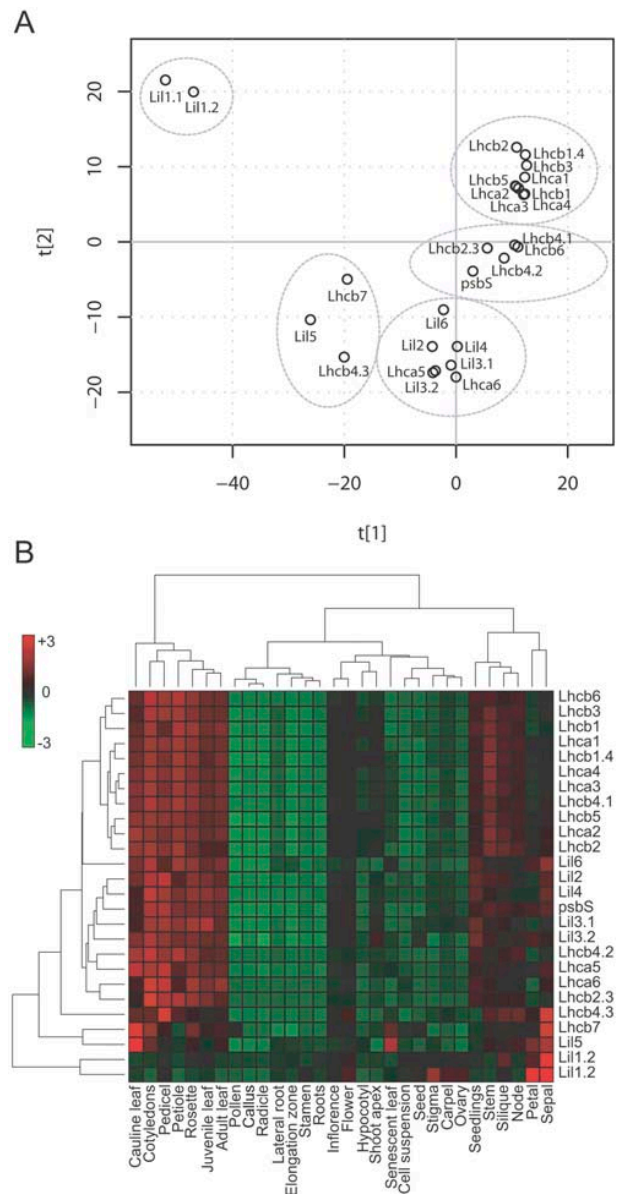 A
20
10
0
−10
−20
t[2]
Lil1.1
Lil1.2
Lhcb2
Lhcb1.4
Lhcb3
Lhca1
Lhcb5
Lhcb1
Lhca2
Lhca3
Lhca4
Lhcb4.1
Lhcb2.3
Lhcb6
Lhcb4.2
psbS
Lhcb7
Lil5
Lhcb4.3
Lil6
Lil2
Lil4
Lil3.1
Lhca5
Lil3.2
Lhca6
−40
−20
0
20
t[1]
B
+3
0
-3
Lhcb6
Lhcb3
Lhcb1
Lhca1
Lhcb1.4
Lhca4
Lhca3
Lhcb4.1
Lhcb5
Lhca2
Lhcb2
Lil6
Lil2
Lil4
psbS
Lil3.1
Lil3.2
Lhcb4.2
Lhca5
Lhca6
Lhcb2.3
Lhcb4.3
Lhcb7
Lil5
Lil1.2
Lil1.2
Cauline leaf
Cotyledons
Pedicel
Petiole
Rosette
Juvenile leaf
Adult leaf
Pollen
Callus
Radicle
Lateral root
Elongation zone
Stamen
Roots
Inflorence
Flower
Hypocotyl
Shoot apex
Senescent leaf
Cell suspension
Seed
Stigma
Carpel
Ovary
Seedlings
Stem
Silique
Node
Petal
Sepal